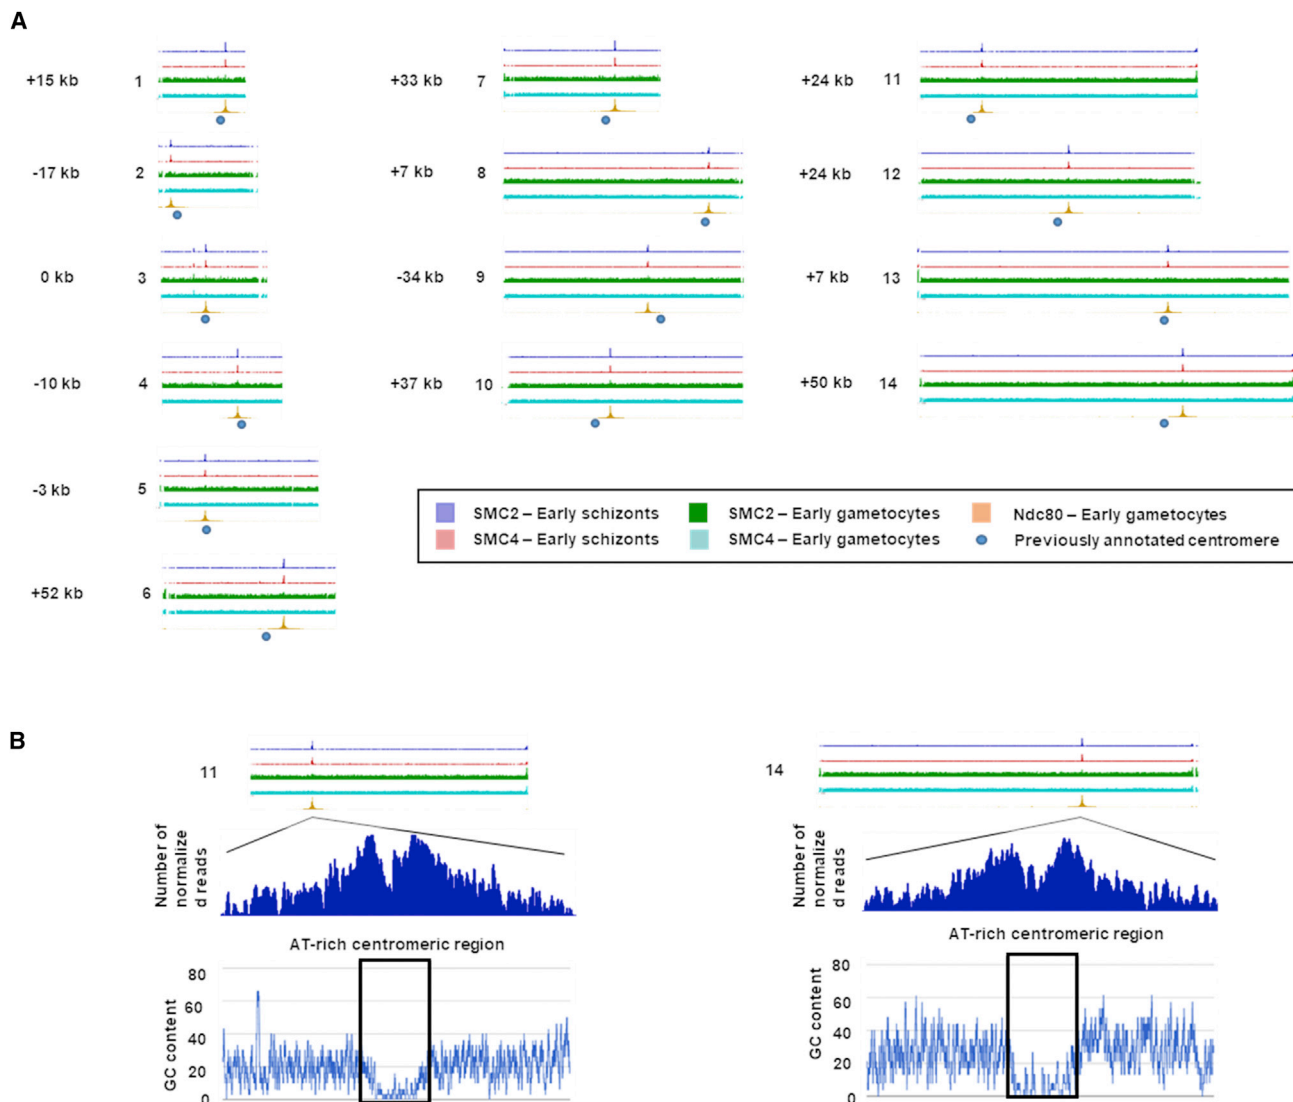 A
+15 kb 1
-17 kb 2
0 kb 3
-10 kb 4
-3 kb 5
+52 kb 6
+33 kb 7
+7 kb 8
-34 kb 9
+37 kb 10
+24 kb 11
+24 kb 12
+7 kb 13
+50 kb 14
SMC2 – Early schizonts
SMC4 – Early schizonts
SMC2 – Early gametocytes
SMC4 – Early gametocytes
Ndc80 – Early gametocytes
Previously annotated centromere
B
11
Number of
normalize
d reads
AT-rich centromeric region
GC content
80
60
40
20
0
14
Number of
normalize
d reads
AT-rich centromeric region
GC content
80
60
40
20
0